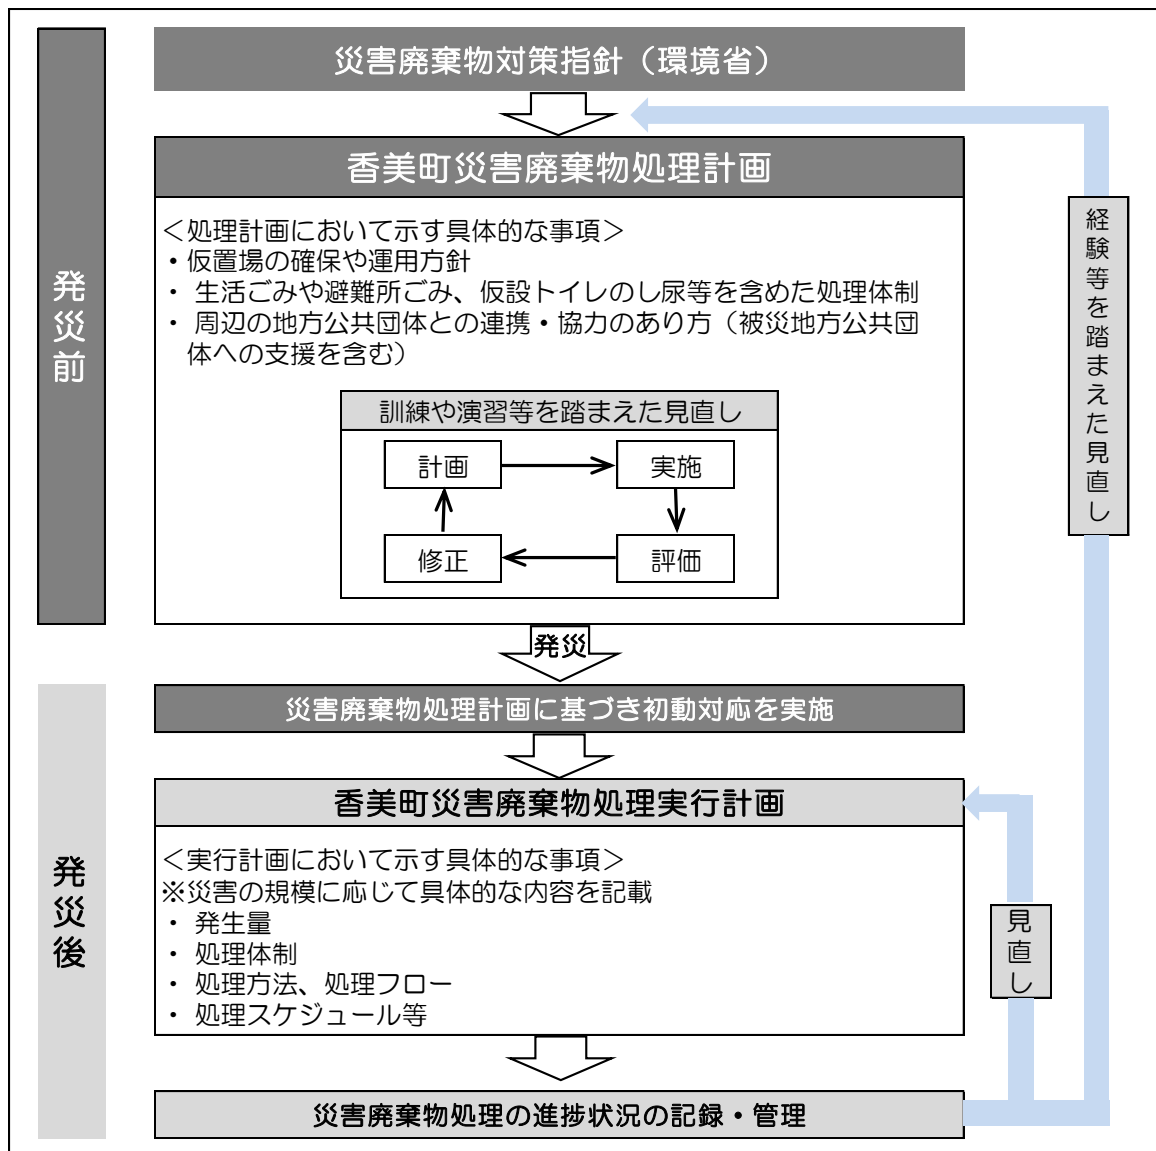 災害廃棄物対策指針（環境省）
発災前
香美町災害廃棄物処理計画
＜処理計画において示す具体的な事項＞
・仮置場の確保や運用方針
・ 生活ごみや避難所ごみ、仮設トイレのし尿等を含めた処理体制
・ 周辺の地方公共団体との連携・協力のあり方（被災地方公共団
体への支援を含む）
訓練や演習等を踏まえた見直し
計画
実施
修正
評価
経験等を踏まえた見直し
発災
発災後
災害廃棄物処理計画に基づき初動対応を実施
香美町災害廃棄物処理実行計画
＜実行計画において示す具体的な事項＞
※災害の規模に応じて具体的な内容を記載
・ 発生量
・ 処理体制
・ 処理方法、処理フロー
・ 処理スケジュール等
見直し
災害廃棄物処理の進捗状況の記録・管理